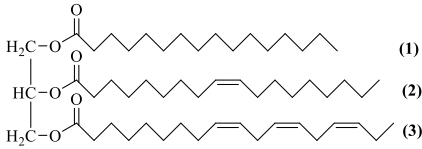 O
H₂C O (1)
O
HC O (2)
O
H₂C O (3)